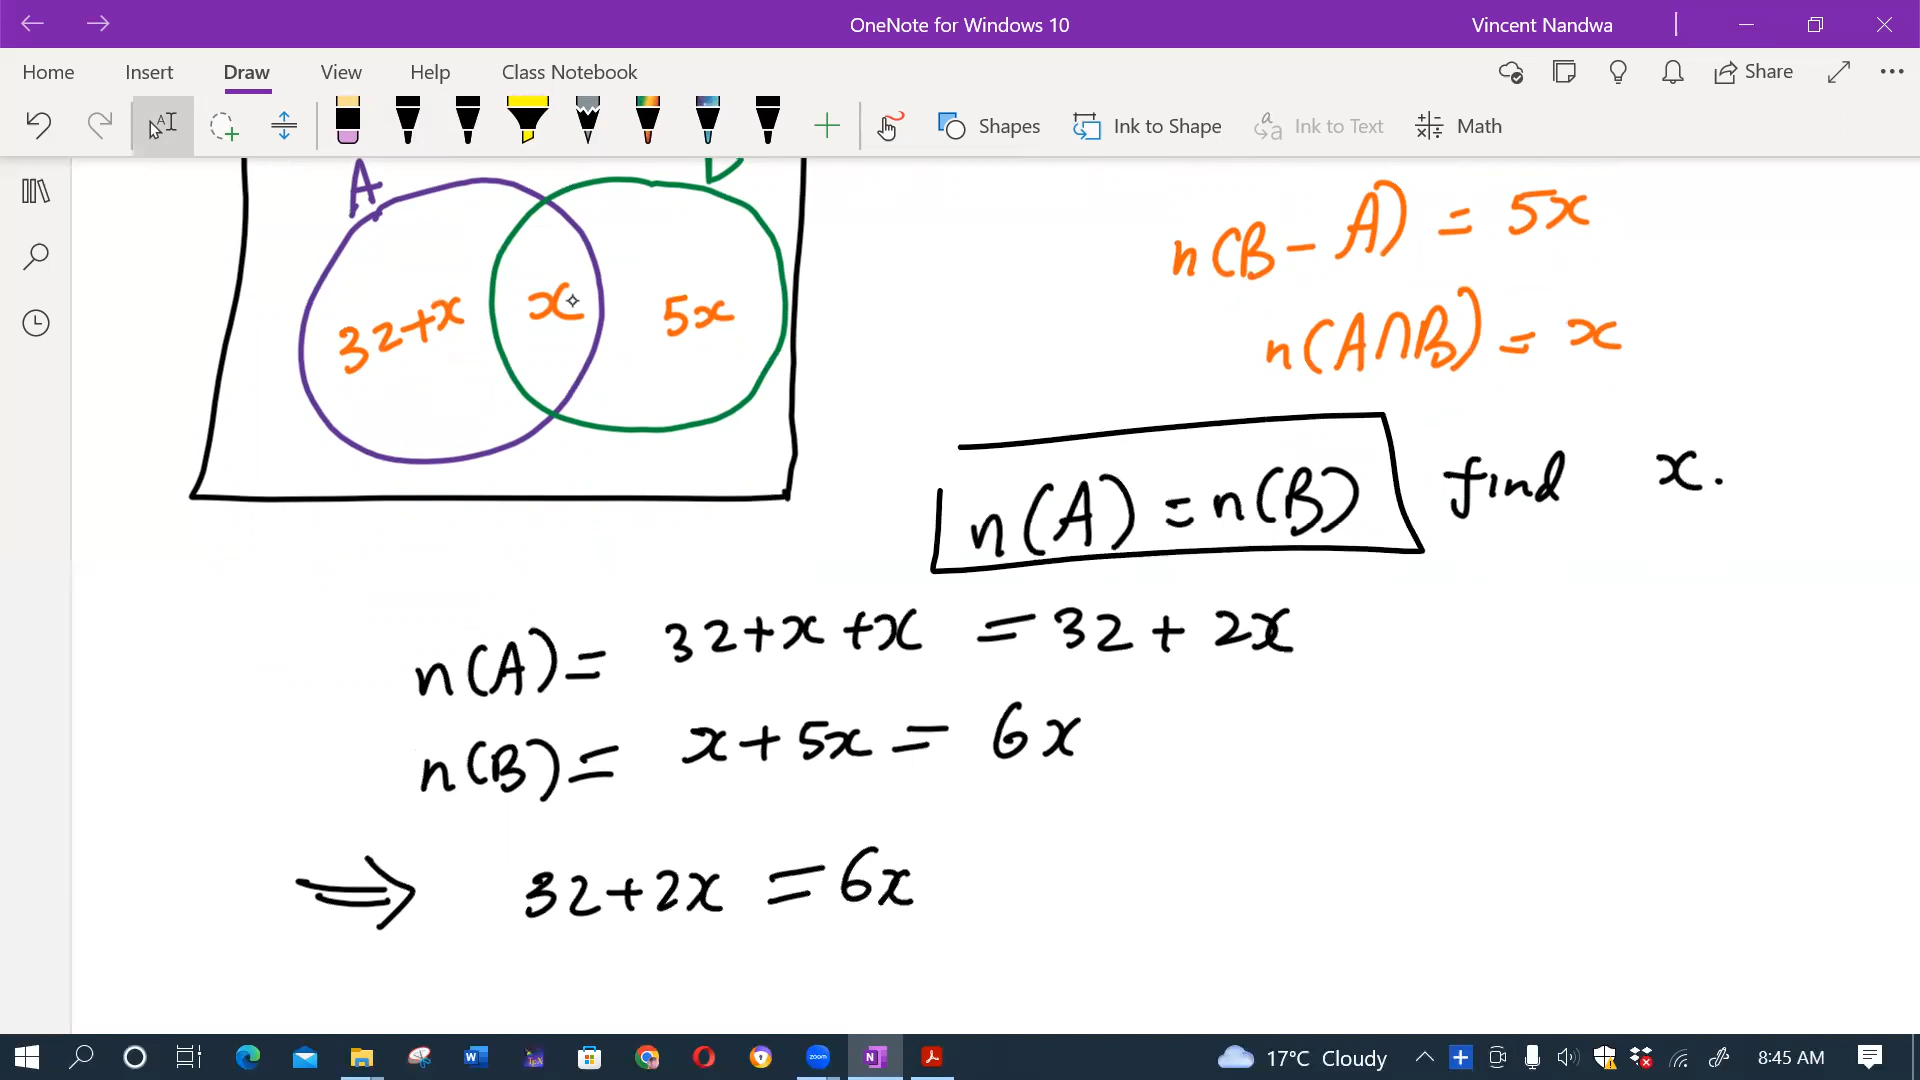 OneNote for Windows 10
Vincent Nandwa
Home Insert Draw View Help Class Notebook
Share
Shapes Ink to Shape Ink to Text Math
A
32+x x 5x
n(B - A) = 5x
n(A∩B) = x
n(A) = n(B) find x.
n(A) = 32+x+x = 32 + 2x
n(B) = x+5x = 6x
⇒ 32+2x = 6x
17°C Cloudy
8:45 AM